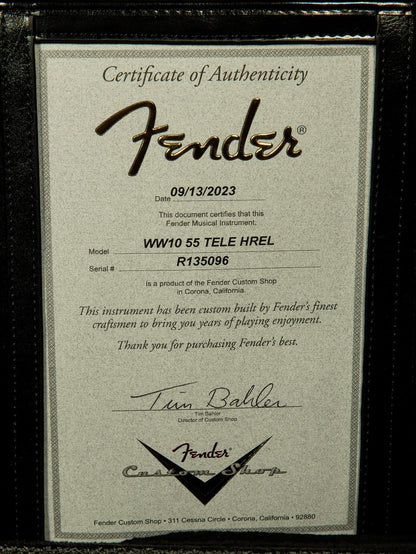 Certificate of Authenticity
Fender®
Date 09/13/2023
This document certifies that this
Fender Musical Instrument.
Model WW10 55 TELE HREL
Serial # R135096
is a product of the Fender Custom Shop
in Corona, California.
This instrument has been custom built by Fender's finest
craftsmen to bring you years of playing enjoyment.
Thank you for purchasing Fender's best.
Tim Bahler
Tim Bahler
Director of Custom Shop
Fender
Custom Shop
Fender Custom Shop • 311 Cessna Circle • Corona, California • 92880